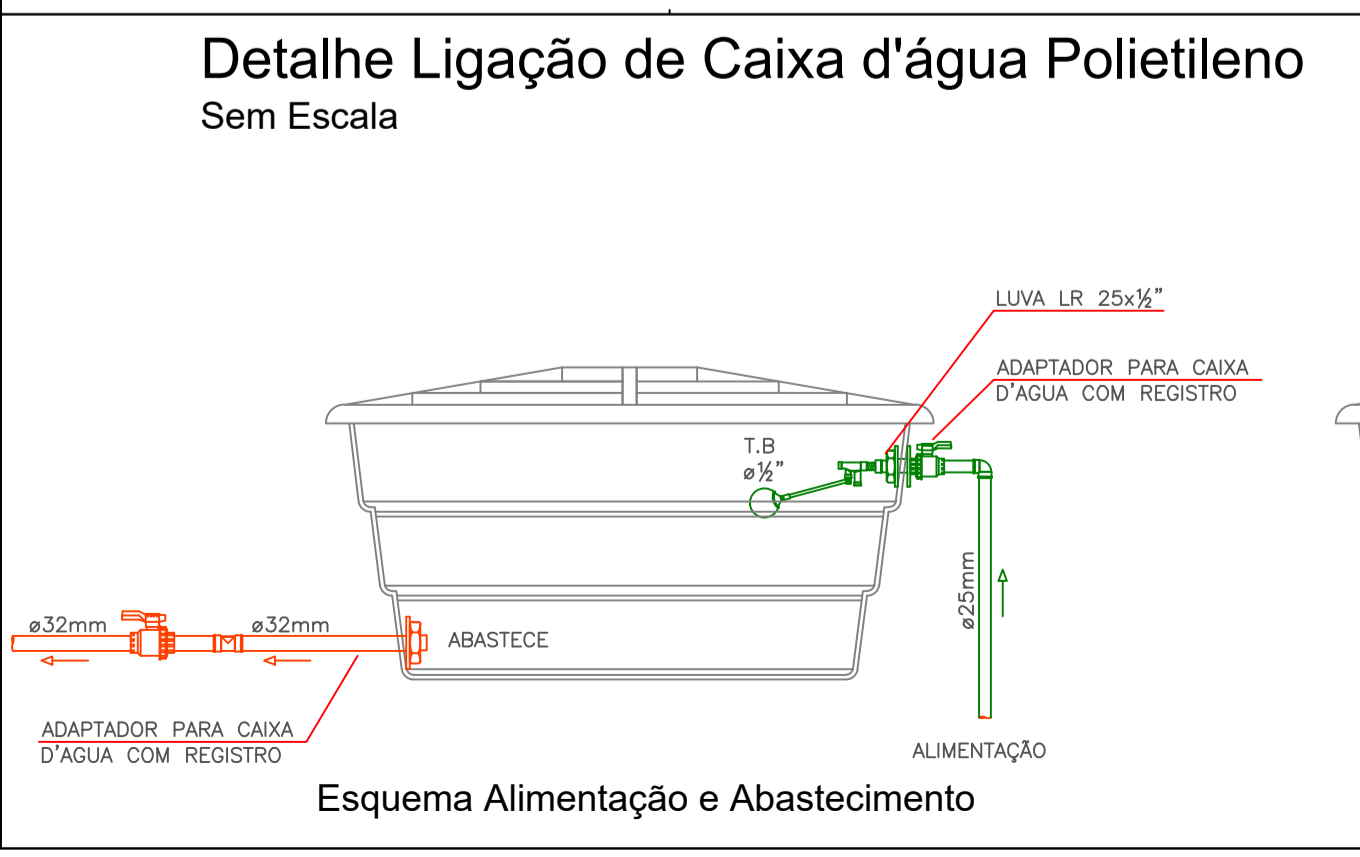 Detalhe Ligação de Caixa d'água Polietileno
Sem Escala
LUVA LR 25x½”
ADAPTADOR PARA CAIXA
D'AGUA COM REGISTRO
T.B
ø½”
ø25mm
ø32mm
ø32mm
ABASTECE
ADAPTADOR PARA CAIXA
D'AGUA COM REGISTRO
ALIMENTAÇÃO
Esquema Alimentação e Abastecimento